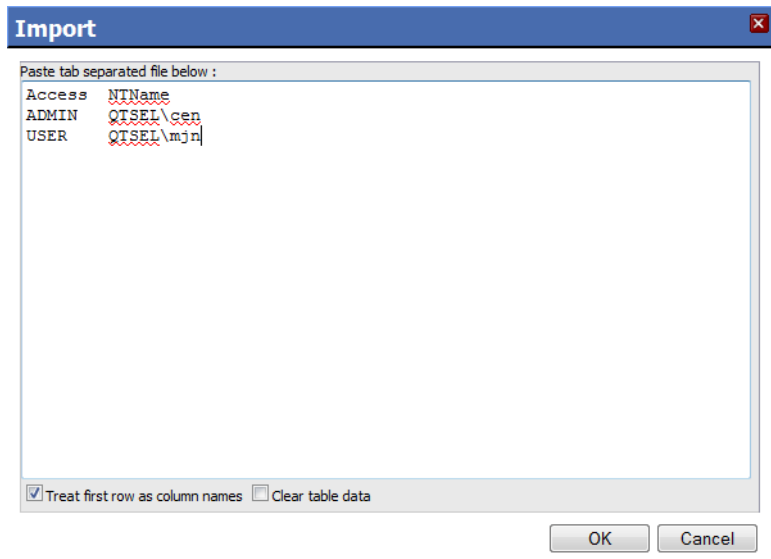 Import
Paste tab separated file below :
Access NTName
ADMIN QTSEL\cen
USER QTSEL\mjn
Treat first row as column names Clear table data
OK Cancel